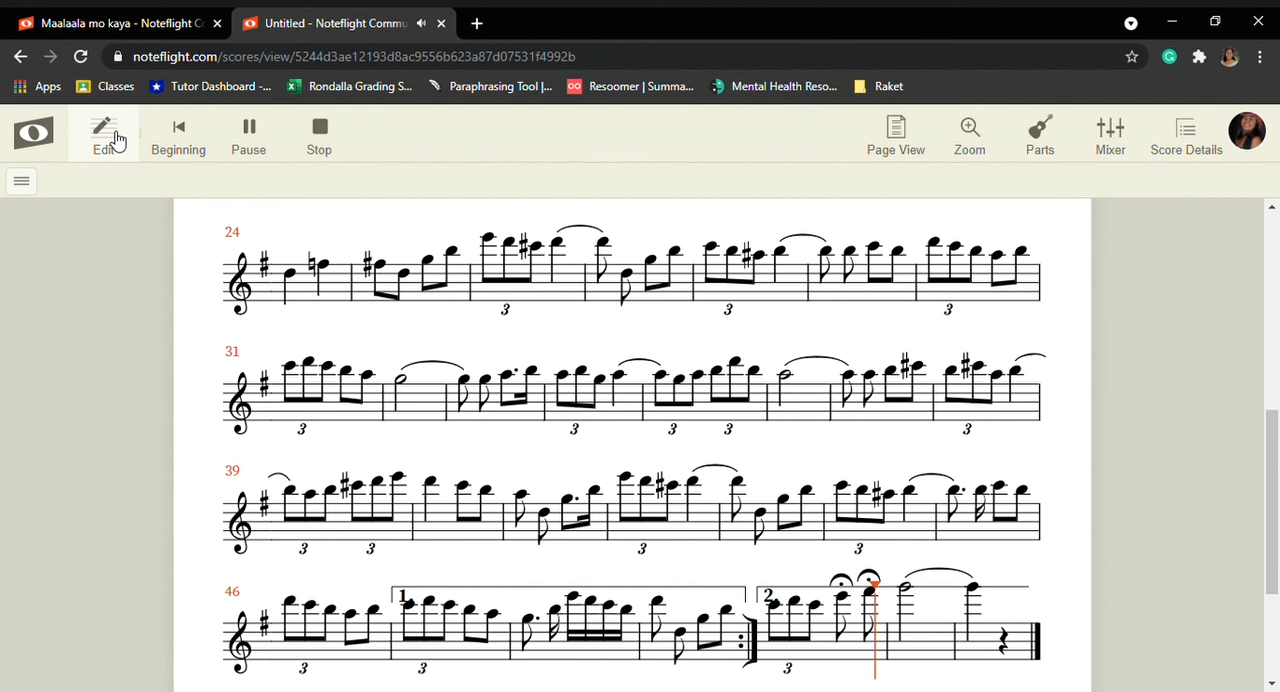 Maalaala mo kaya - Noteflight Co
Untitled - Noteflight Commu
noteflight.com/scores/view/5244d3ae12193d8ac9556b623a87d07531f4992b
Apps Classes Tutor Dashboard -... Rondalla Grading S... Paraphrasing Tool |... Resoomer | Summa... Mental Health Reso... Raket
Edit Beginning Pause Stop Page View Zoom Parts Mixer Score Details
24
3 3 3
31
3 3 3 3 3
39
3 3 3 3
46
1. 2.
3 3 3